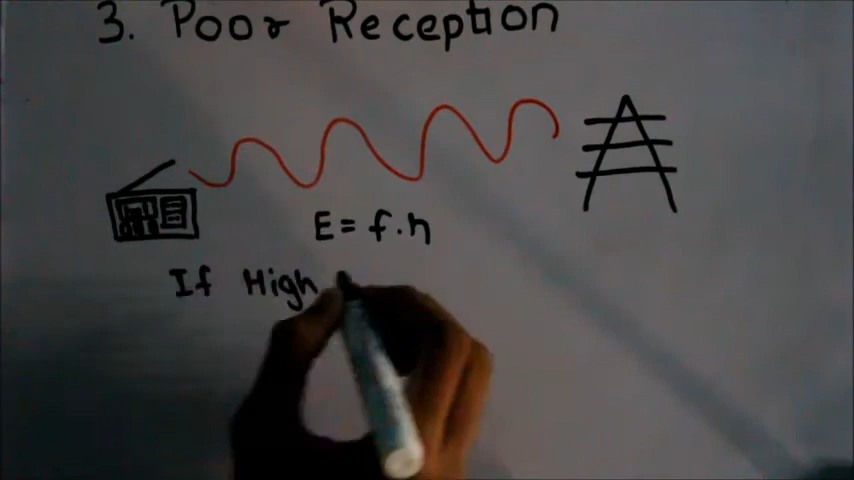 3. Poor Reception
E = f.h
If High